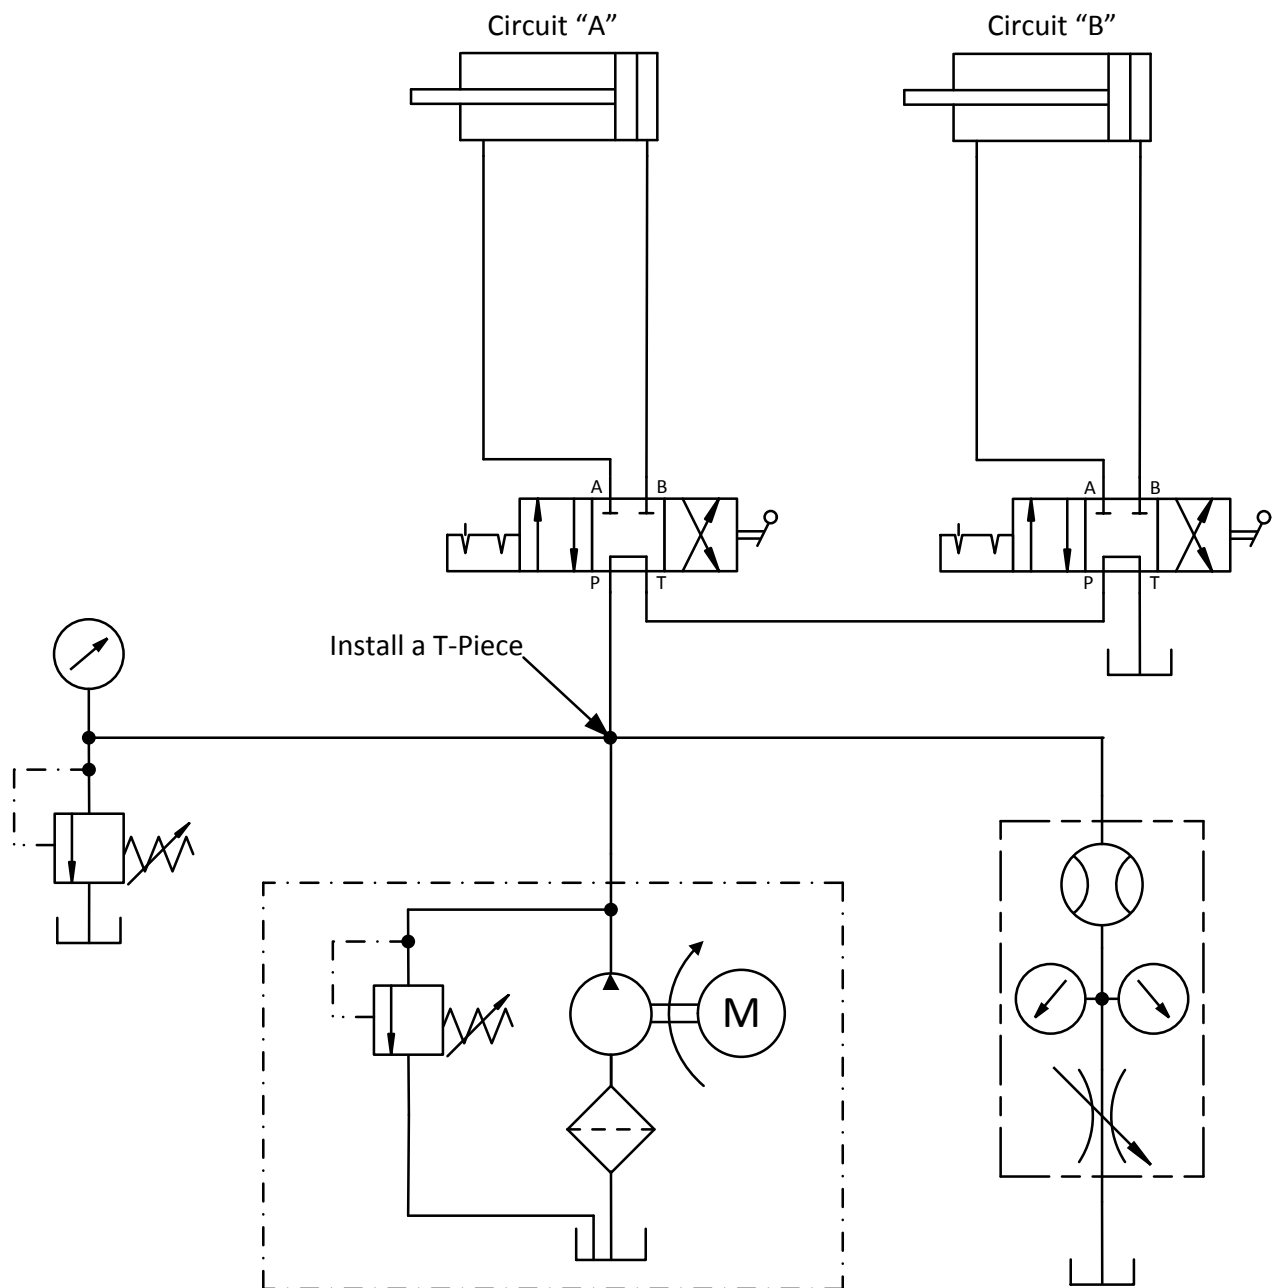 Circuit “A”
Circuit “B”
A B
A B
P T
P T
Install a T-Piece
M